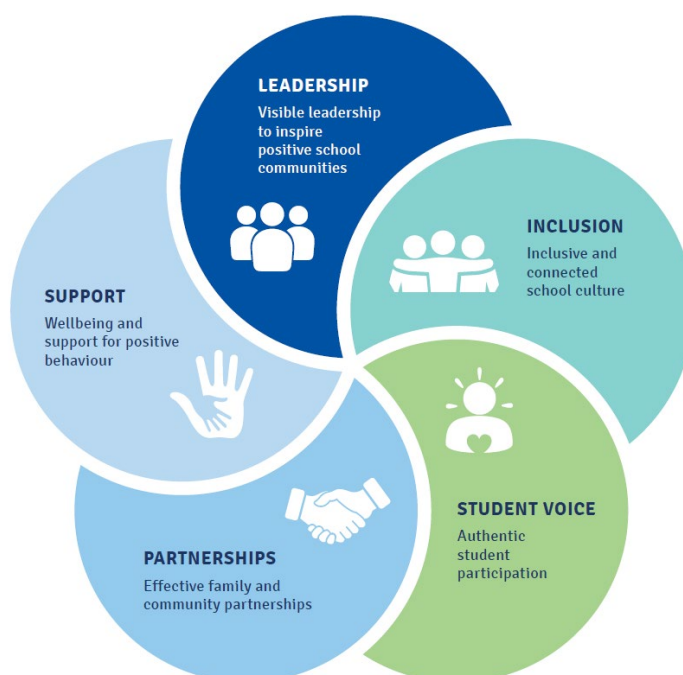 LEADERSHIP
Visible leadership
to inspire
positive school
communities
INCLUSION
Inclusive and
connected
school culture
STUDENT VOICE
Authentic
student
participation
PARTNERSHIPS
Effective family and
community partnerships
SUPPORT
Wellbeing and
support for positive
behaviour